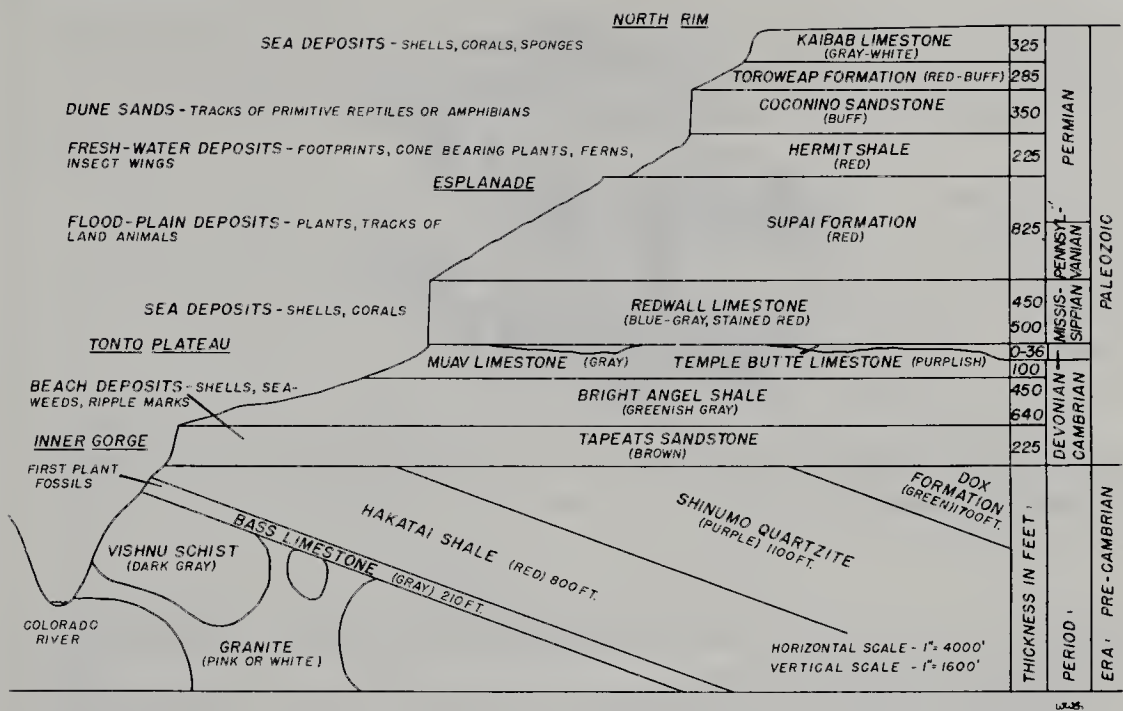 NORTH RIM
SEA DEPOSITS - SHELLS, CORALS, SPONGES
KAIBAB LIMESTONE
(GRAY-WHITE)
325
TOROWEAP FORMATION (RED-BUFF)
285
DUNE SANDS - TRACKS OF PRIMITIVE REPTILES OR AMPHIBIANS
COCONINO SANDSTONE
(BUFF)
350
FRESH-WATER DEPOSITS - FOOTPRINTS, CONE BEARING PLANTS, FERNS,
INSECT WINGS
HERMIT SHALE
(RED)
225
PERMIAN
ESPLANADE
FLOOD-PLAIN DEPOSITS - PLANTS, TRACKS OF
LAND ANIMALS
SUPAI FORMATION
(RED)
825
PENNSYL-
VANIAN
PALEOZOIC
SEA DEPOSITS - SHELLS, CORALS
REDWALL LIMESTONE
(BLUE-GRAY, STAINED RED)
450
500
MISSIS-
SIPPIAN
TONTO PLATEAU
MUAV LIMESTONE (GRAY)
TEMPLE BUTTE LIMESTONE (PURPLISH)
0-36
100
DEVONIAN
BEACH DEPOSITS - SHELLS, SEA-
WEEDS, RIPPLE MARKS
BRIGHT ANGEL SHALE
(GREENISH GRAY)
450
640
CAMBRIAN
INNER GORGE
TAPEATS SANDSTONE
(BROWN)
225
FIRST PLANT
FOSSILS
DOX
FORMATION
(GREEN) 1700 FT.
SHINUMO QUARTZITE
(PURPLE) 1100 FT.
HAKATAI SHALE (RED) 800 FT.
BASS LIMESTONE (GRAY) 210 FT.
VISHNU SCHIST
(DARK GRAY)
COLORADO
RIVER
GRANITE
(PINK OR WHITE)
HORIZONTAL SCALE - 1"= 4000'
VERTICAL SCALE - 1"= 1600'
THICKNESS IN FEET:
PERIOD:
ERA: PRE-CAMBRIAN